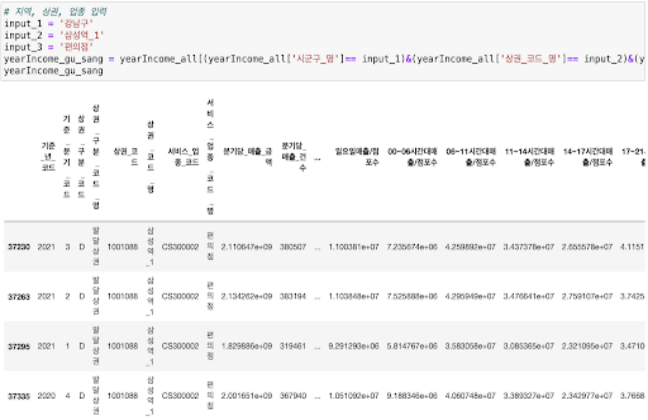 # 지역, 상권, 업종 입력
input_1 = '강남구'
input_2 = '삼성역_1'
input_3 = '편의점'
yearIncome_gu_sang = yearIncome_all[(yearIncome_all['시군구_명']== input_1)&(yearIncome_all['상권_코드_명']== input_2)&(y
yearIncome_gu_sang
기준_년_코드 기준_분기_코드 상권_구분_코드 상권_구분_코드_명 상권_코드 상권_코드_명 서비스_업종_코드 서비스_업종_코드_명 분기당_매출_금액 분기당_매출_건수 ... 일요일매출/점포수 00~06시간대매출/점포수 06~11시간대매출/점포수 11~14시간대매출/점포수 14~17시간대매출/점포수 17~21
37230 2021 3 D 발달상권 1001088 삼성역_1 CS300002 편의점 2.110647e+09 380507 ... 1.100381e+07 7.235674e+06 4.259892e+07 3.437378e+07 2.655578e+07 4.1151
37263 2021 2 D 발달상권 1001088 삼성역_1 CS300002 편의점 2.134262e+09 383194 ... 1.103848e+07 7.525888e+06 4.295949e+07 3.476641e+07 2.759107e+07 3.7425
37295 2021 1 D 발달상권 1001088 삼성역_1 CS300002 편의점 1.829886e+09 319461 ... 9.291293e+06 5.814767e+06 3.583058e+07 3.085365e+07 2.321095e+07 3.4710
37335 2020 4 D 발달상권 1001088 삼성역_1 CS300002 편의점 2.001651e+09 367940 ... 1.051092e+07 9.188346e+06 4.060748e+07 3.389327e+07 2.342977e+07 3.7668